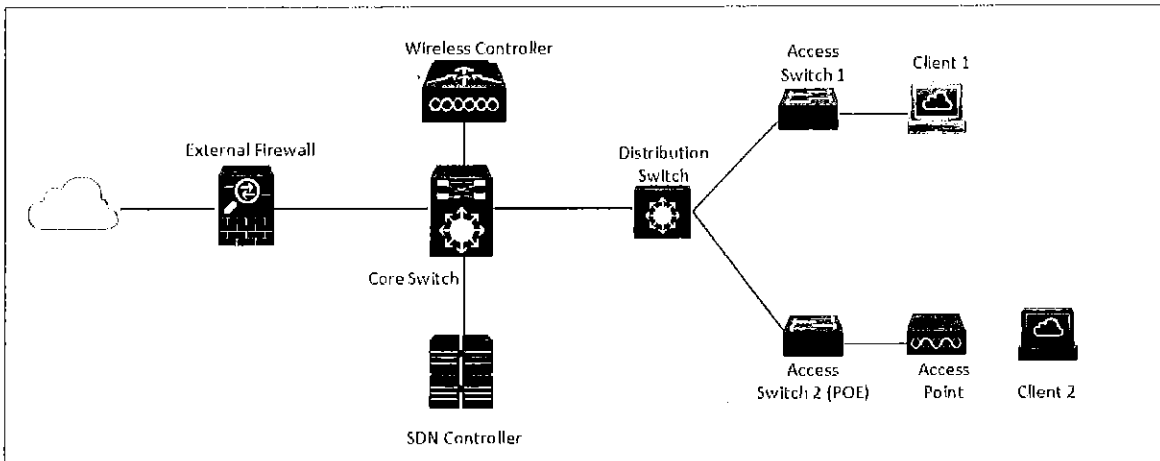 Wireless Controller
Access
Switch 1
Client 1
External Firewall
Distribution
Switch
Core Switch
Access
Switch 2 (POE)
Access
Point
Client 2
SDN Controller